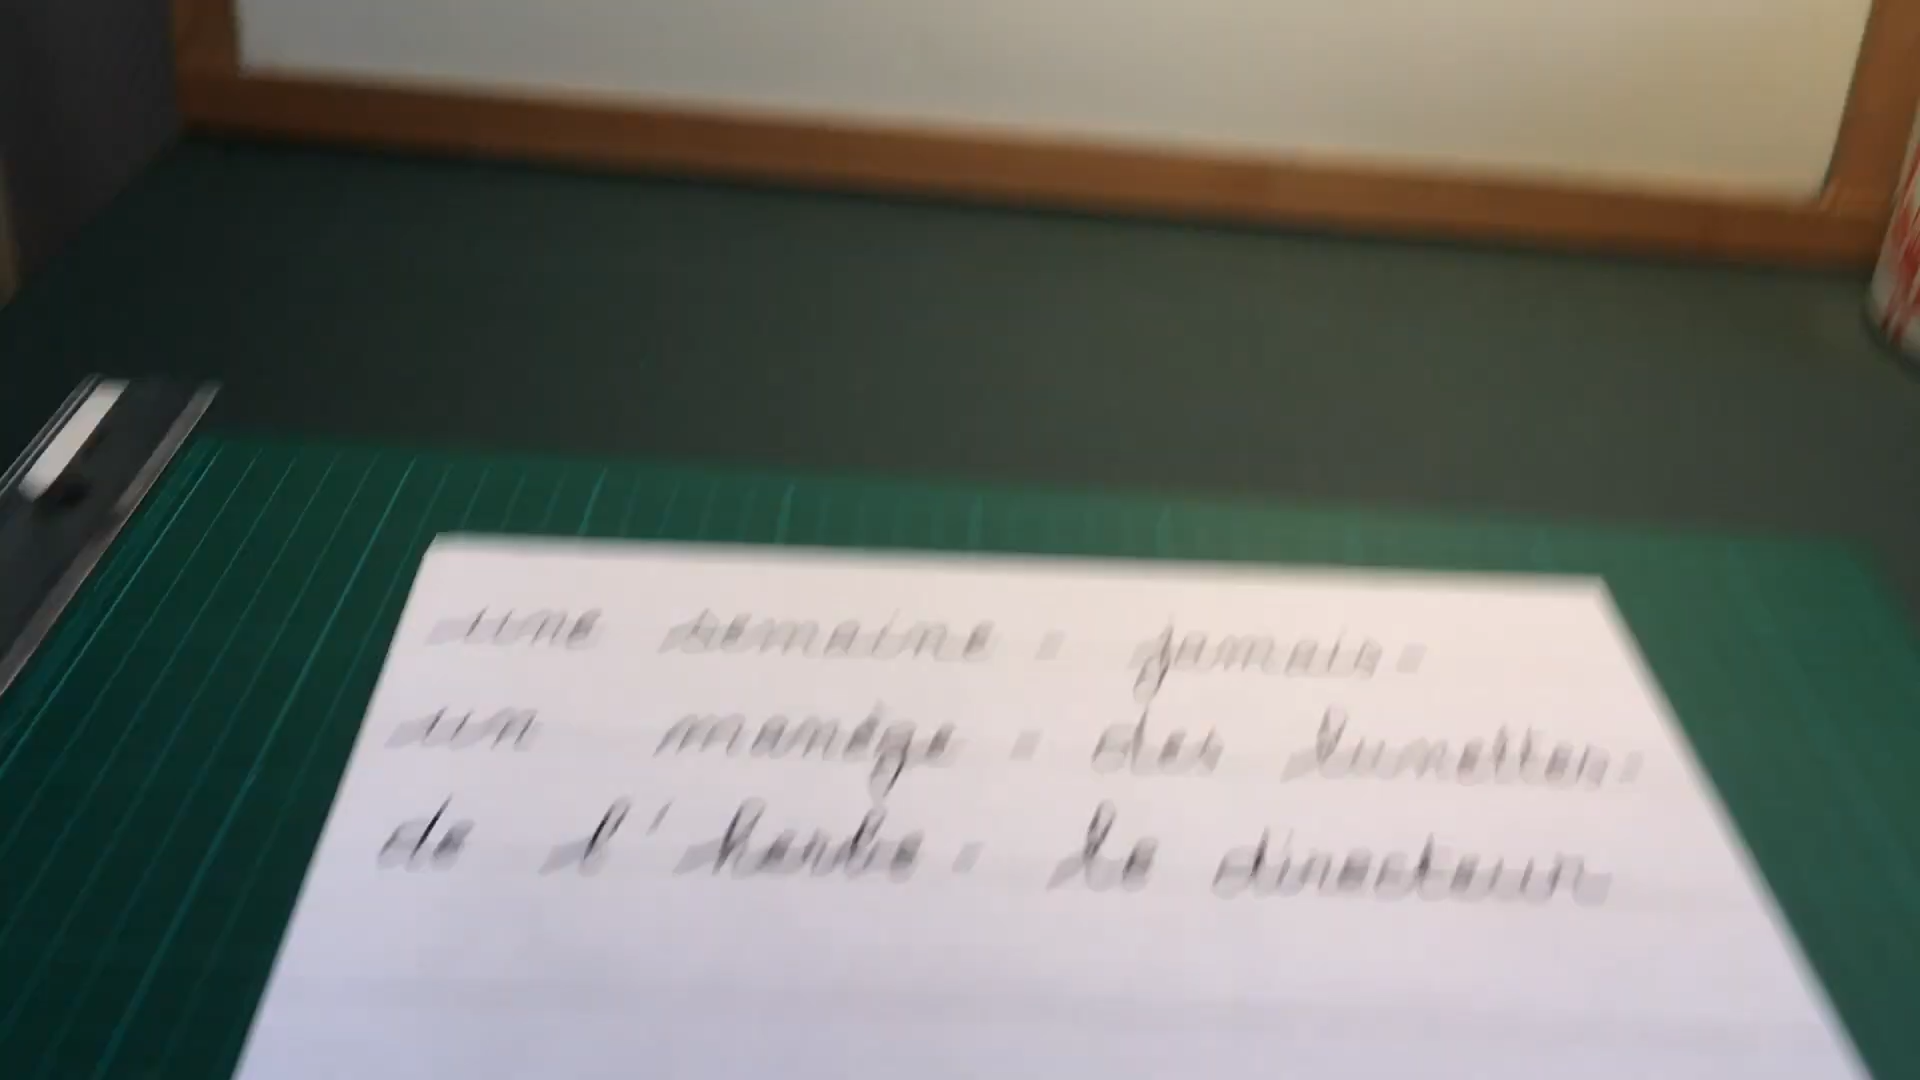 une semaine. jamais.
un manège. des lunettes.
de l'herbe. le directeur